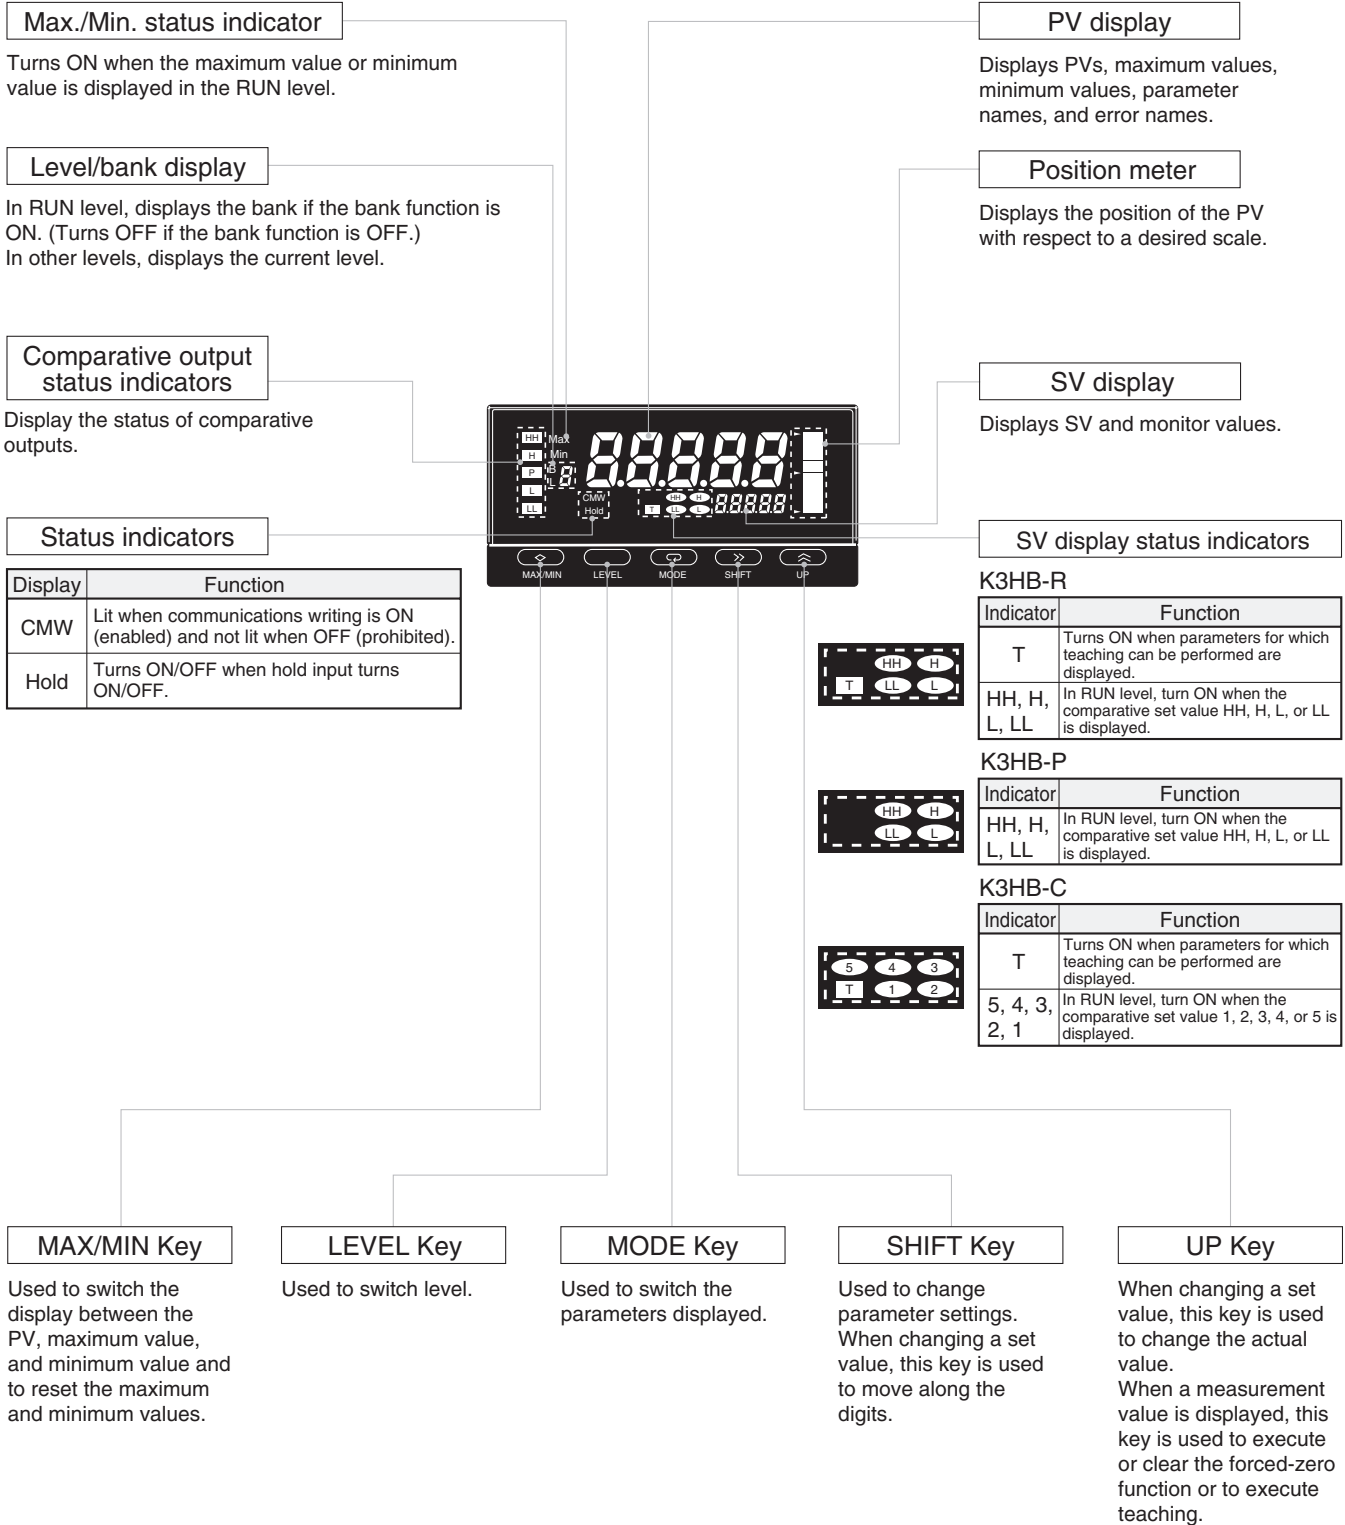 Max./Min. status indicator
Turns ON when the maximum value or minimum
value is displayed in the RUN level.
Level/bank display
In RUN level, displays the bank if the bank function is
ON. (Turns OFF if the bank function is OFF.)
In other levels, displays the current level.
Comparative output
status indicators
Display the status of comparative
outputs.
Status indicators
Display Function
CMW Lit when communications writing is ON
(enabled) and not lit when OFF (prohibited).
Hold Turns ON/OFF when hold input turns
ON/OFF.
PV display
Displays PVs, maximum values,
minimum values, parameter
names, and error names.
Position meter
Displays the position of the PV
with respect to a desired scale.
SV display
Displays SV and monitor values.
HH Max
H Min
P B 8
L L
LL
88888
CMW
Hold
HH H
T LL L
88888
MAX/MIN LEVEL MODE SHIFT UP
SV display status indicators
K3HB-R
Indicator Function
T Turns ON when parameters for which
teaching can be performed are
displayed.
HH, H, L, LL In RUN level, turn ON when the
comparative set value HH, H, L, or LL
is displayed.
HH H
T LL L
K3HB-P
Indicator Function
HH, H, L, LL In RUN level, turn ON when the
comparative set value HH, H, L, or LL
is displayed.
HH H
LL L
K3HB-C
Indicator Function
T Turns ON when parameters for which
teaching can be performed are
displayed.
5, 4, 3, 2, 1 In RUN level, turn ON when the
comparative set value 1, 2, 3, 4, or 5 is
displayed.
5 4 3
T 1 2
MAX/MIN Key
Used to switch the
display between the
PV, maximum value,
and minimum value and
to reset the maximum
and minimum values.
LEVEL Key
Used to switch level.
MODE Key
Used to switch the
parameters displayed.
SHIFT Key
Used to change
parameter settings.
When changing a set
value, this key is used
to move along the
digits.
UP Key
When changing a set
value, this key is used
to change the actual
value.
When a measurement
value is displayed, this
key is used to execute
or clear the forced-zero
function or to execute
teaching.